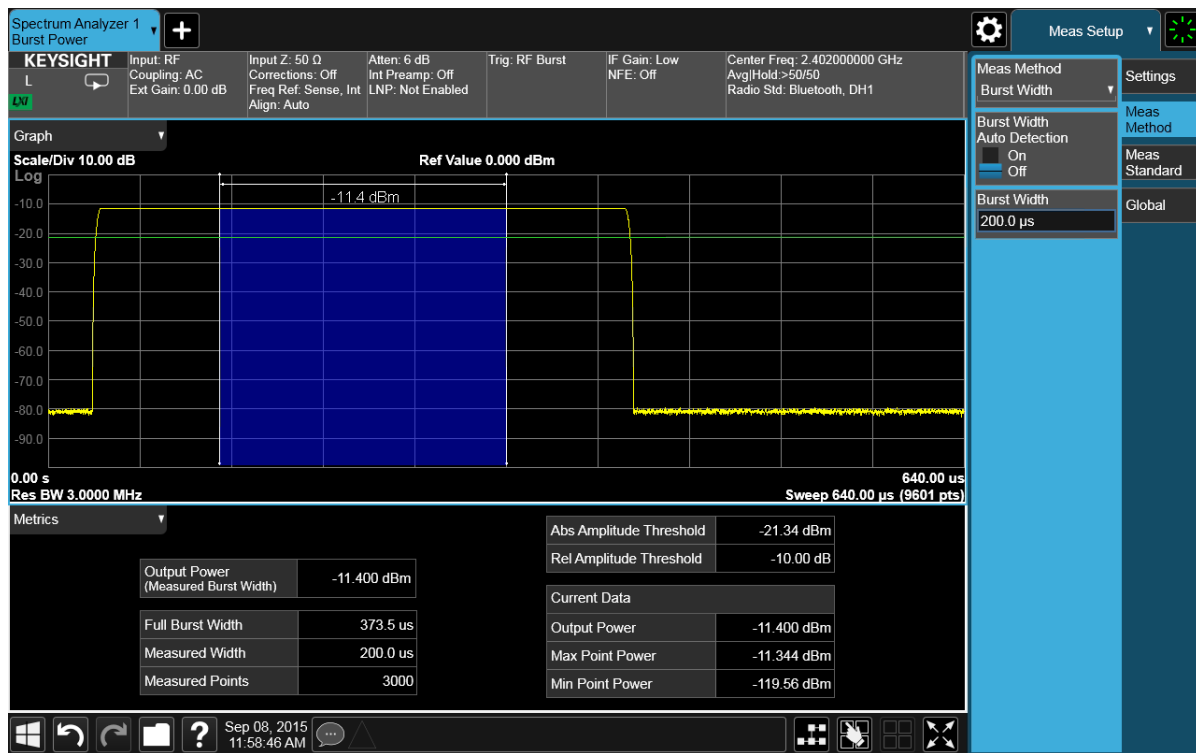 Spectrum Analyzer 1
Burst Power
Meas Setup
KEYSIGHT
L
LXI
Input: RF
Coupling: AC
Ext Gain: 0.00 dB
Input Z: 50 Ω
Corrections: Off
Freq Ref: Sense, Int
Align: Auto
Atten: 6 dB
Int Preamp: Off
LNP: Not Enabled
Trig: RF Burst
IF Gain: Low
NFE: Off
Center Freq: 2.402000000 GHz
Avg|Hold:>50/50
Radio Std: Bluetooth, DH1
Graph
Scale/Div 10.00 dB
Ref Value 0.000 dBm
Log
-11.4 dBm
-10.0
-20.0
-30.0
-40.0
-50.0
-60.0
-70.0
-80.0
-90.0
0.00 s
640.00 us
Res BW 3.0000 MHz
Sweep 640.00 μs (9601 pts)
Metrics
Output Power
(Measured Burst Width)
-11.400 dBm
Full Burst Width
373.5 us
Measured Width
200.0 us
Measured Points
3000
Abs Amplitude Threshold
-21.34 dBm
Rel Amplitude Threshold
-10.00 dB
Current Data
Output Power
-11.400 dBm
Max Point Power
-11.344 dBm
Min Point Power
-119.56 dBm
Meas Method
Burst Width
Burst Width
Auto Detection
On
Off
Burst Width
200.0 μs
Settings
Meas
Method
Meas
Standard
Global
?
Sep 08, 2015
11:58:46 AM